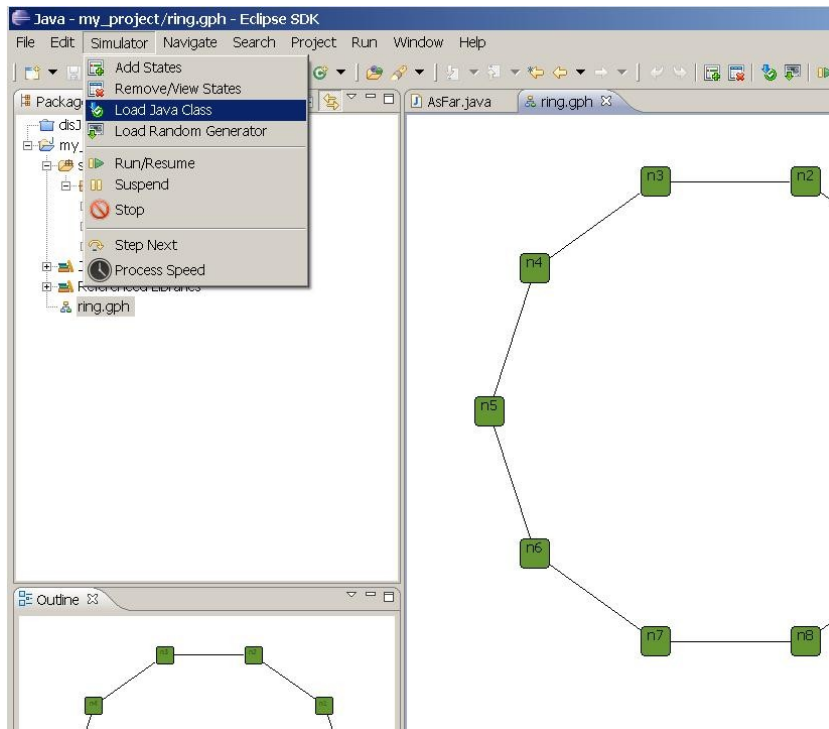 Java - my_project/ring.gph - Eclipse SDK
File Edit Simulator Navigate Search Project Run Window Help
Add States
Remove/View States
Load Java Class
Load Random Generator
Run/Resume
Suspend
Stop
Step Next
Process Speed
Packag
disJ
my_
s
Referenced Libraries
ring.gph
AsFar.java ring.gph
n3 n2
n4
n5
n6
n7 n8
Outline